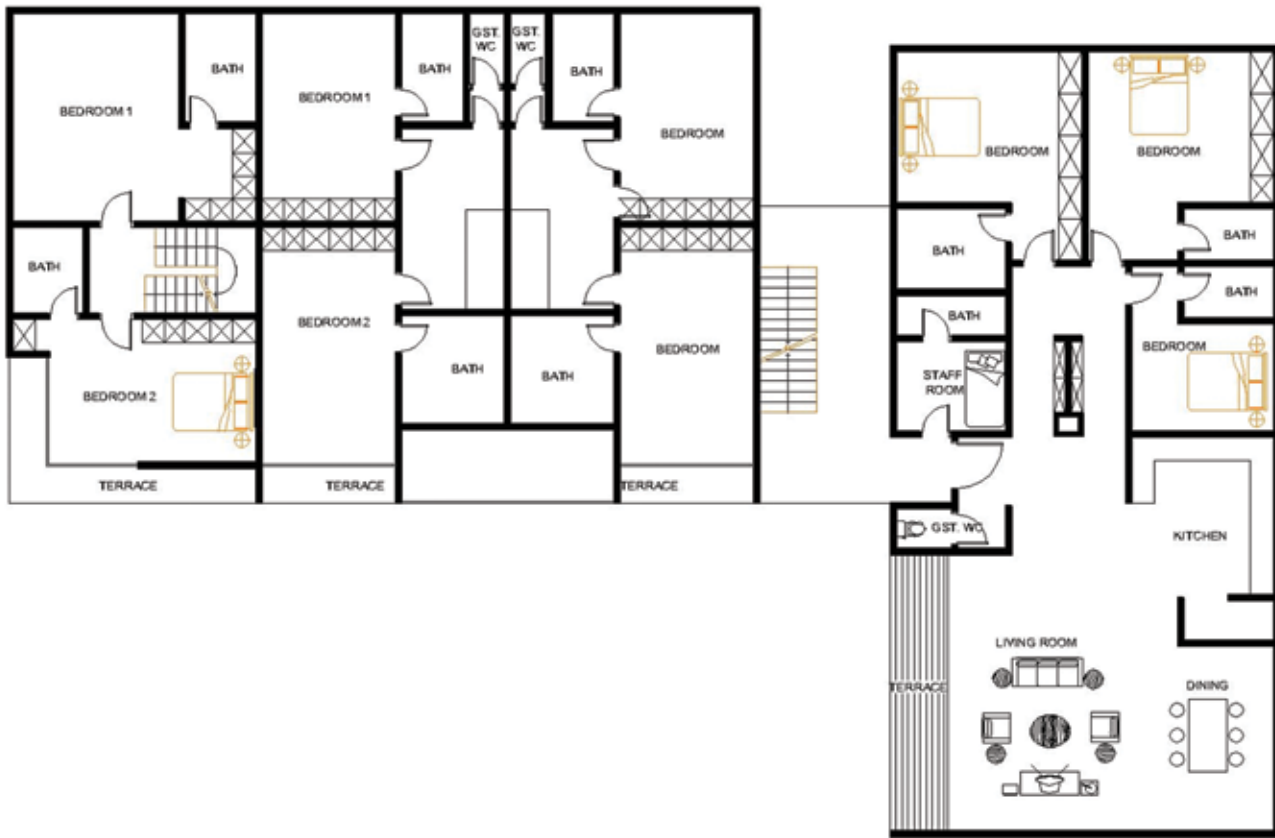 BEDROOM 1
BATH
BEDROOM 1
BATH
GST.
WC
GST.
WC
BATH
BEDROOM
BEDROOM
BEDROOM
BATH
BEDROOM 2
TERRACE
BEDROOM 2
TERRACE
BATH
BATH
BEDROOM
TERRACE
BATH
BATH
BATH
BATH
STAFF
ROOM
BEDROOM
GST. WC
KITCHEN
LIVING ROOM
TERRACE
DINING